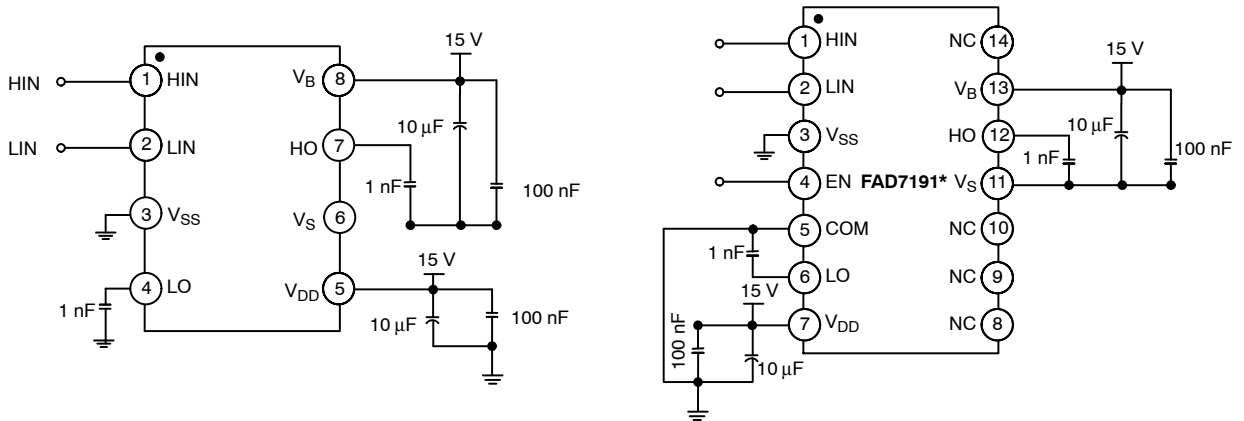 15 V
HIN
1
HIN
V_B
8
10 μF
LIN
2
LIN
HO
7
1 nF
100 nF
3
V_SS
V_S
6
15 V
4
LO
V_DD
5
1 nF
10 μF
100 nF
1
HIN
NC
14
15 V
2
LIN
V_B
13
3
V_SS
HO
12
10 μF
1 nF
100 nF
4
EN
FAD7191*
V_S
11
5
COM
NC
10
1 nF
6
LO
NC
9
15 V
7
V_DD
NC
8
100 nF
10 μF